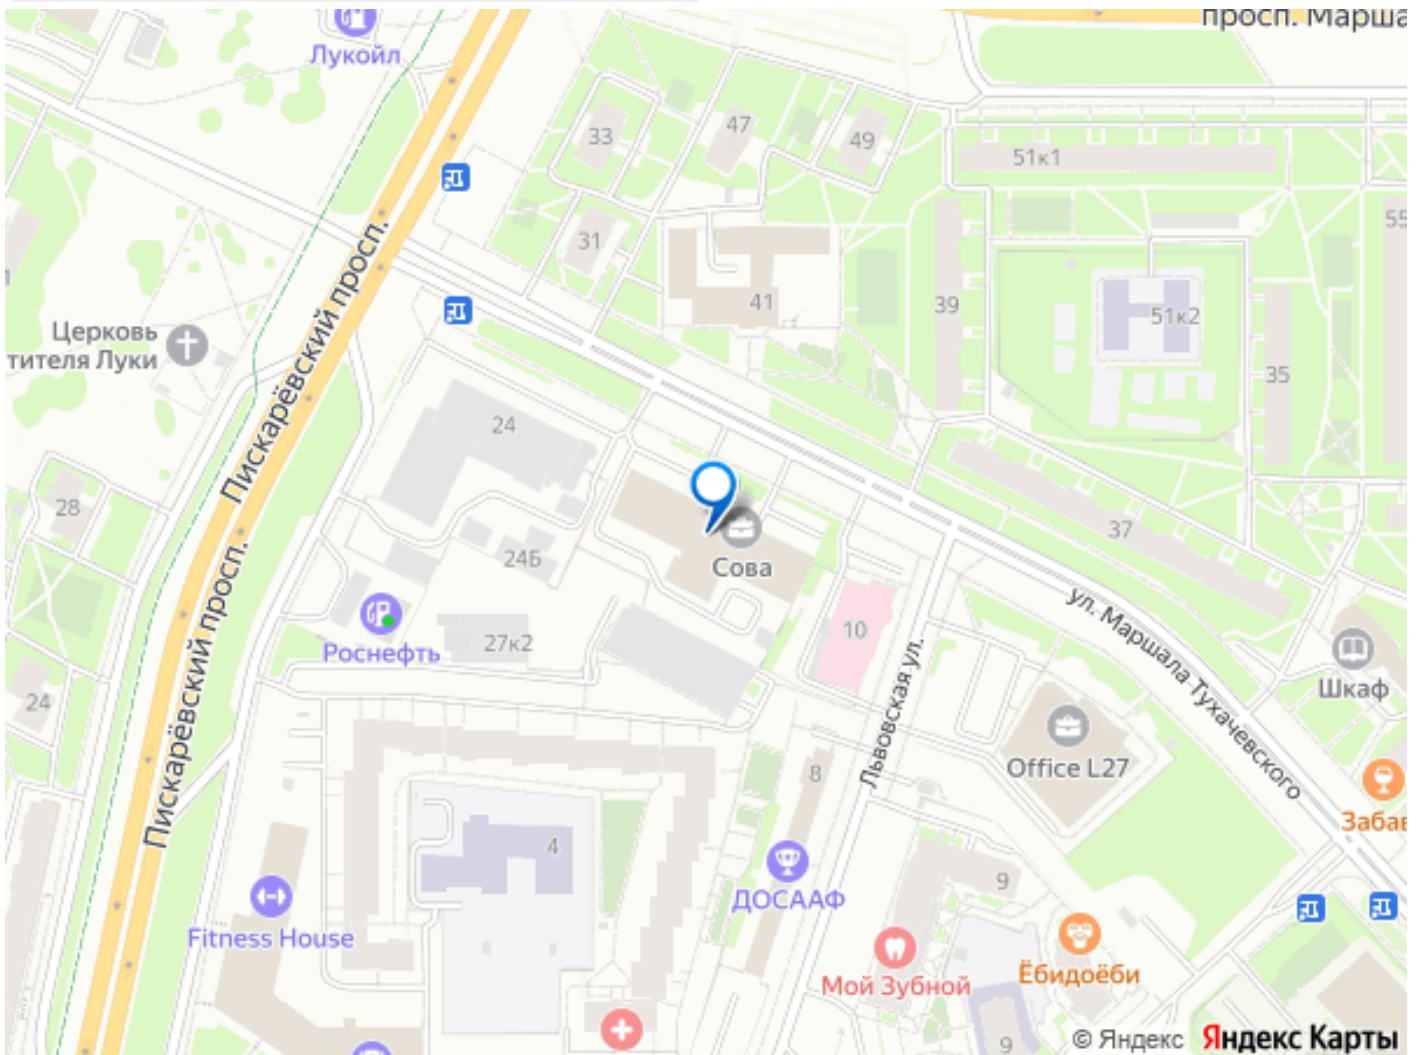 просп. Марша
Лукойл
33
47
49
51к1
55
31
41
39
51к2
35
Пискарёвский просп.
Церковь
тителя Луки
24
28
37
Сова
24Б
Пискарёвский просп.
ул. Маршала Тухачевского
Роснефть
27к2
10
Львовская ул.
Шкаф
24
Office L27
8
Забав
4
ДОСААФ
9
Fitness House
Мой Зубной
Ёбидоёби
9
© Яндекс Яндекс Карты